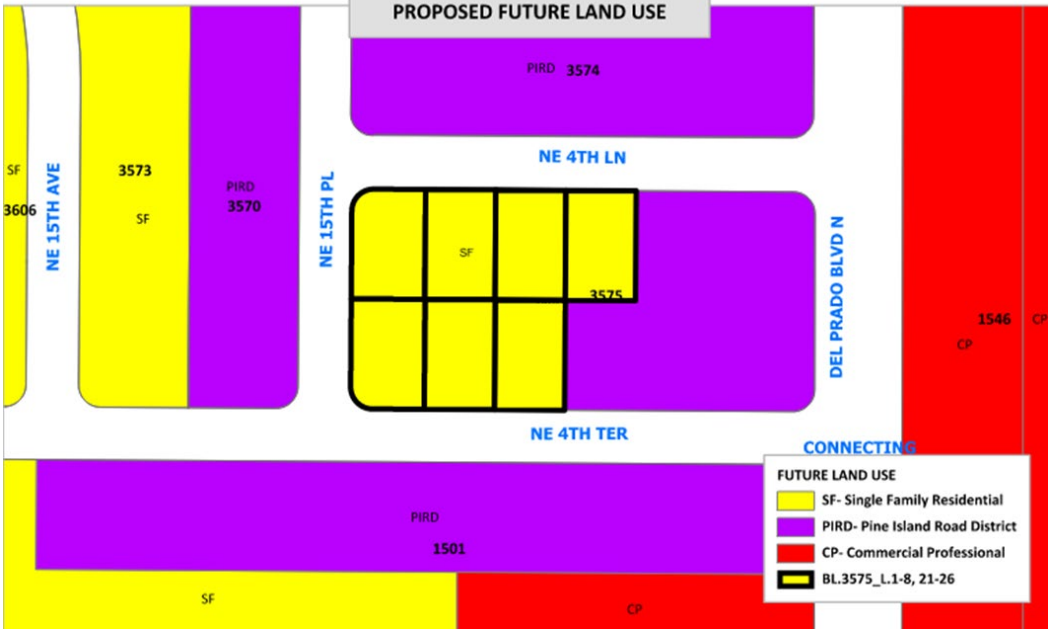 PROPOSED FUTURE LAND USE
PIRD 3574
NE 4TH LN
SF
3606
NE 15TH AVE
3573
SF
PIRD
3570
NE 15TH PL
SF
3575
DEL PRADO BLVD N
1546
CP
CP
NE 4TH TER
CONNECTING
PIRD
1501
SF
CP
FUTURE LAND USE
SF- Single Family Residential
PIRD- Pine Island Road District
CP- Commercial Professional
BL.3575_L.1-8, 21-26